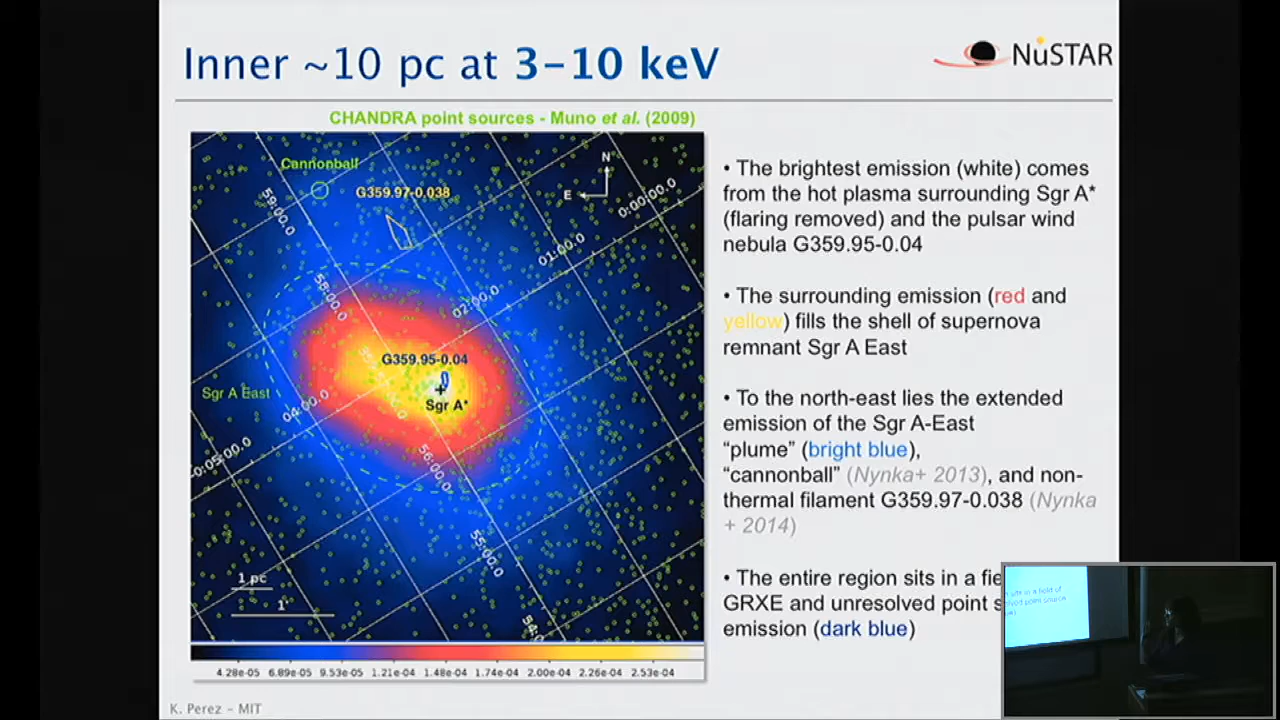 Inner ~10 pc at 3-10 keV
NuSTAR
CHANDRA point sources - Muno et al. (2009)
Cannonball
G359.97-0.038
N
E
59:00.0
0:00:00.0
01:00.0
58:00.0
02:00.0
G359.95-0.04
Sgr A East
Sgr A*
04:00.0
0:05:00.0
56:00.0
55:00.0
1 pc
1'
4.28e-05 6.89e-05 9.53e-05 1.21e-04 1.48e-04 1.74e-04 2.00e-04 2.26e-04 2.53e-04
• The brightest emission (white) comes
from the hot plasma surrounding Sgr A*
(flaring removed) and the pulsar wind
nebula G359.95-0.04
• The surrounding emission (red and
yellow) fills the shell of supernova
remnant Sgr A East
• To the north-east lies the extended
emission of the Sgr A-East
“plume” (bright blue),
“cannonball” (Nynka+ 2013), and non-
thermal filament G359.97-0.038 (Nynka
+ 2014)
• The entire region sits in a fie
GRXE and unresolved point s
emission (dark blue)
K. Perez - MIT